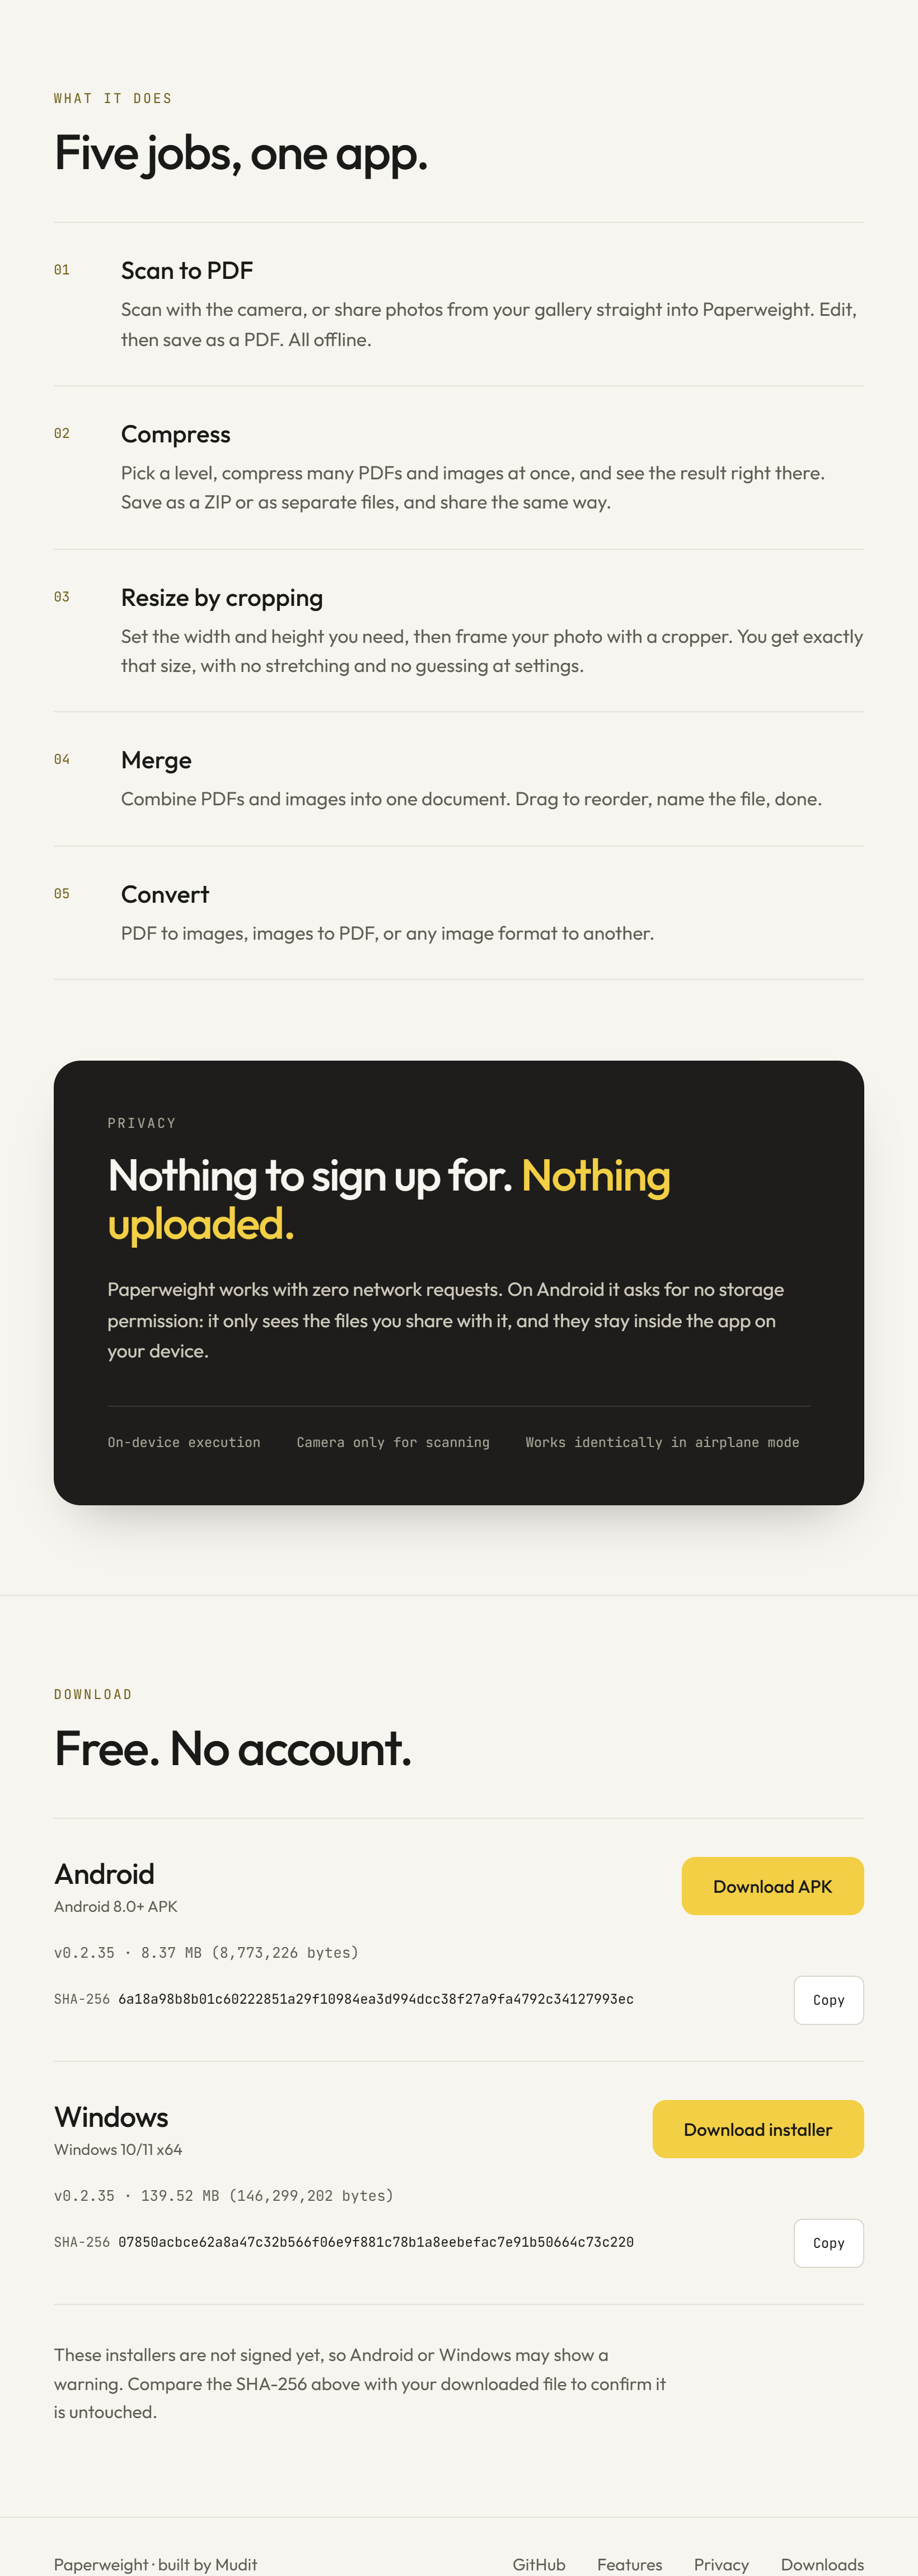 WHAT IT DOES
Five jobs, one app.
01
Scan to PDF
Scan with the camera, or share photos from your gallery straight into Paperweight. Edit,
then save as a PDF. All offline.
02
Compress
Pick a level, compress many PDFs and images at once, and see the result right there.
Save as a ZIP or as separate files, and share the same way.
03
Resize by cropping
Set the width and height you need, then frame your photo with a cropper. You get exactly
that size, with no stretching and no guessing at settings.
04
Merge
Combine PDFs and images into one document. Drag to reorder, name the file, done.
05
Convert
PDF to images, images to PDF, or any image format to another.
PRIVACY
Nothing to sign up for. Nothing
uploaded.
Paperweight works with zero network requests. On Android it asks for no storage
permission: it only sees the files you share with it, and they stay inside the app on
your device.
On-device execution Camera only for scanning Works identically in airplane mode
DOWNLOAD
Free. No account.
Android
Download APK
Android 8.0+ APK
v0.2.35 · 8.37 MB (8,773,226 bytes)
SHA-256 6a18a98b8b01c60222851a29f10984ea3d994dcc38f27a9fa4792c34127993ec
Copy
Windows
Download installer
Windows 10/11 x64
v0.2.35 · 139.52 MB (146,299,202 bytes)
SHA-256 07850acbce62a8a47c32b566f06e9f881c78b1a8eebefac7e91b50664c73c220
Copy
These installers are not signed yet, so Android or Windows may show a
warning. Compare the SHA-256 above with your downloaded file to confirm it
is untouched.
Paperweight · built by Mudit
GitHub Features Privacy Downloads